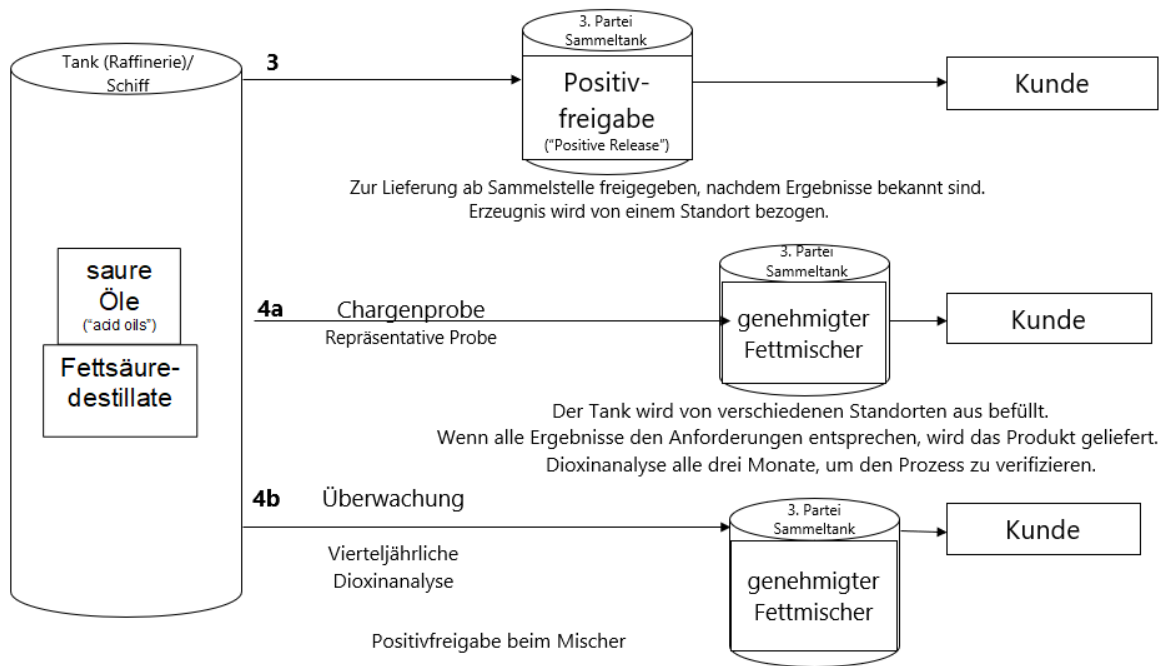 Tank (Raffinerie)/
Schiff
saure
Öle
("acid oils")
Fettsäure-
destillate
3
3. Partei
Sammeltank
Positiv-
freigabe
("Positive Release")
Kunde
Zur Lieferung ab Sammelstelle freigegeben, nachdem Ergebnisse bekannt sind.
Erzeugnis wird von einem Standort bezogen.
4a
Chargenprobe
Repräsentative Probe
3. Partei
Sammeltank
genehmigter
Fettmischer
Kunde
Der Tank wird von verschiedenen Standorten aus befüllt.
Wenn alle Ergebnisse den Anforderungen entsprechen, wird das Produkt geliefert.
Dioxinanalyse alle drei Monate, um den Prozess zu verifizieren.
4b
Überwachung
Vierteljährliche
Dioxinanalyse
3. Partei
Sammeltank
genehmigter
Fettmischer
Kunde
Positivfreigabe beim Mischer